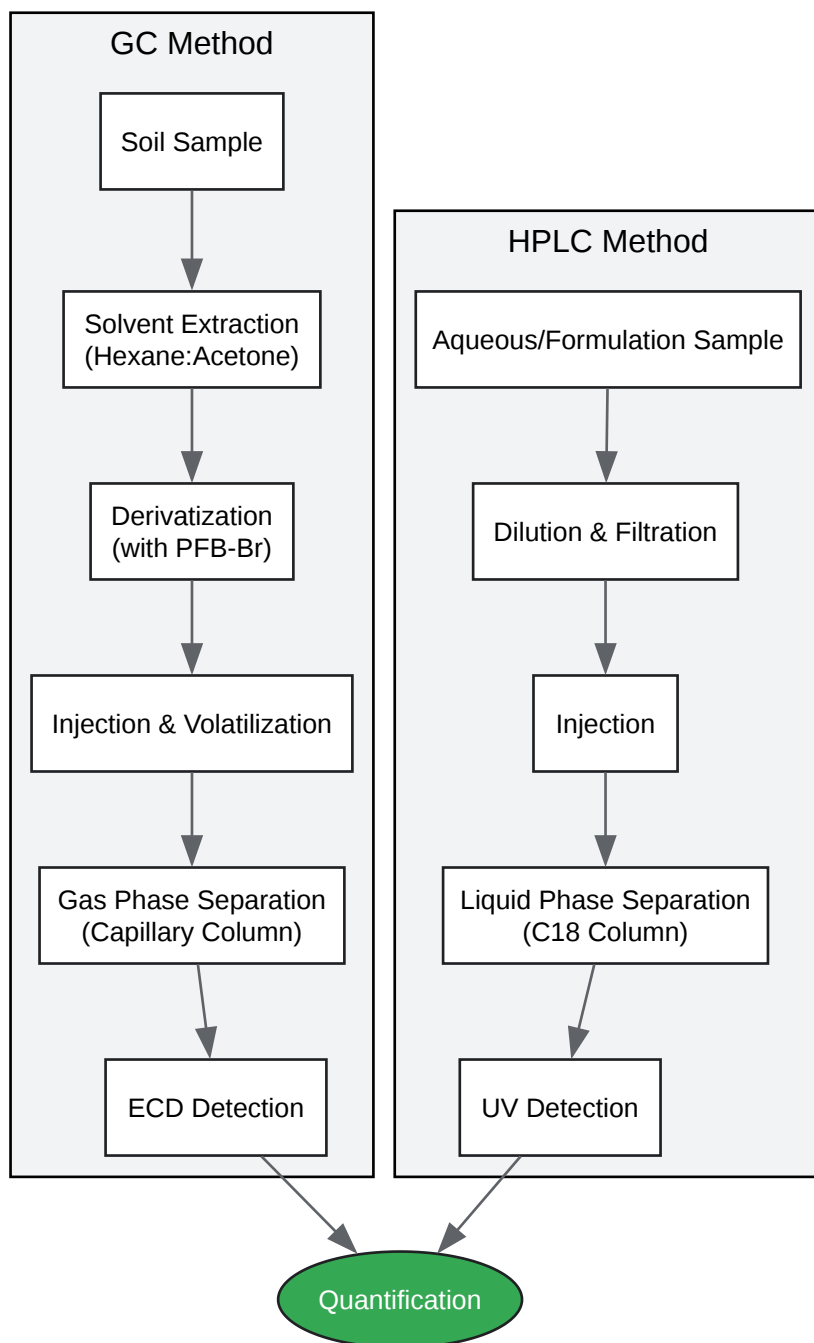 GC Method
Soil Sample
Solvent Extraction
(Hexane:Acetone)
Derivatization
(with PFB-Br)
Injection & Volatilization
Gas Phase Separation
(Capillary Column)
ECD Detection
HPLC Method
Aqueous/Formulation Sample
Dilution & Filtration
Injection
Liquid Phase Separation
(C18 Column)
UV Detection
Quantification